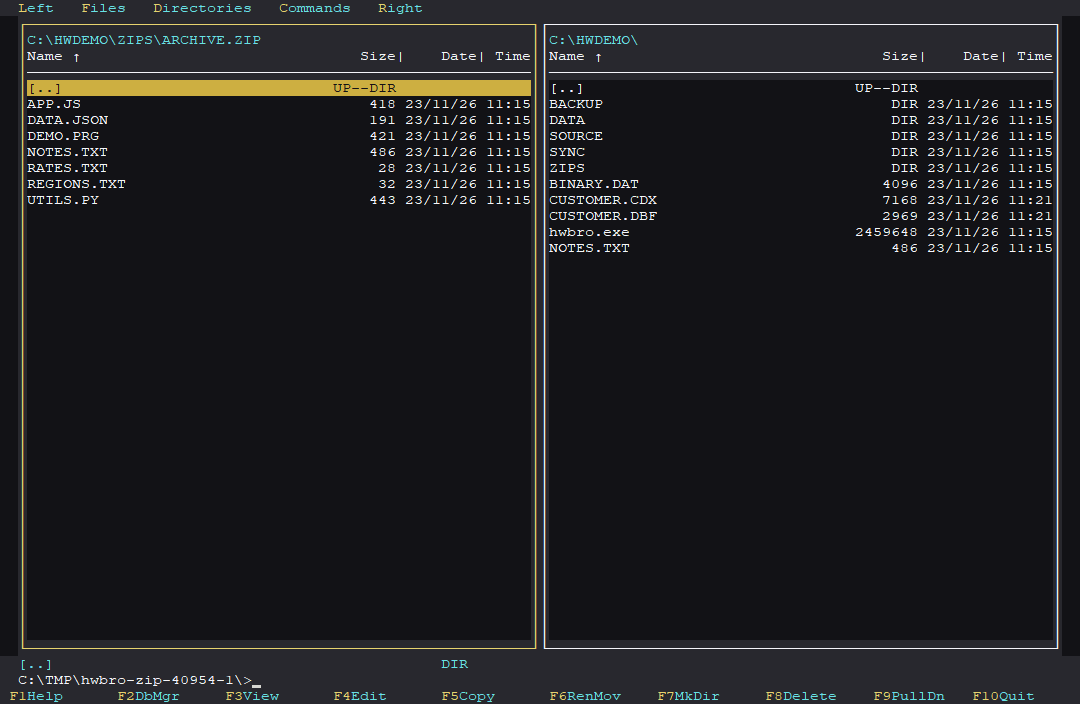 Left Files Directories Commands Right
C:\HWDEMO\ZIPS\ARCHIVE.ZIP
Name ↑ Size| Date| Time
[..] UP--DIR
APP.JS 418 23/11/26 11:15
DATA.JSON 191 23/11/26 11:15
DEMO.PRG 421 23/11/26 11:15
NOTES.TXT 486 23/11/26 11:15
RATES.TXT 28 23/11/26 11:15
REGIONS.TXT 32 23/11/26 11:15
UTILS.PY 443 23/11/26 11:15
C:\HWDEMO\
Name ↑ Size| Date| Time
[..] UP--DIR
BACKUP DIR 23/11/26 11:15
DATA DIR 23/11/26 11:15
SOURCE DIR 23/11/26 11:15
SYNC DIR 23/11/26 11:15
ZIPS DIR 23/11/26 11:15
BINARY.DAT 4096 23/11/26 11:15
CUSTOMER.CDX 7168 23/11/26 11:21
CUSTOMER.DBF 2969 23/11/26 11:21
hwbro.exe 2459648 23/11/26 11:15
NOTES.TXT 486 23/11/26 11:15
[..] DIR
C:\TMP\hwbro-zip-40954-1\>_
F1Help F2DbMgr F3View F4Edit F5Copy F6RenMov F7MkDir F8Delete F9PullDn F10Quit